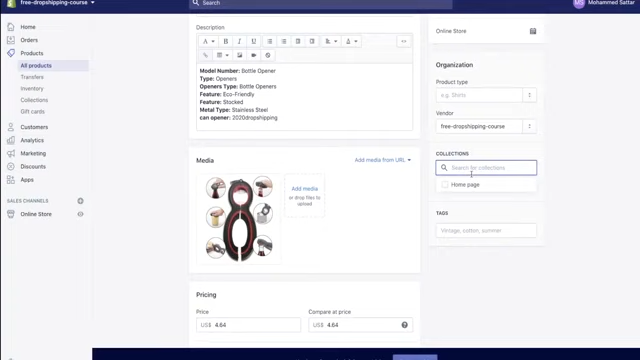 free-dropshipping-course
Search
MS
Mohammed Sattar
Home
Orders
Products
All products
Transfers
Inventory
Collections
Gift cards
Customers
Analytics
Marketing
Discounts
Apps
SALES CHANNELS
Online Store
Description
A
B
I
U
A
<>
Model Number: Bottle Opener
Type: Openers
Openers Type: Bottle Openers
Feature: Eco-Friendly
Feature: Stocked
Metal Type: Stainless Steel
can opener: 2020dropshipping
Media
Add media from URL
Add media
or drop files to
upload
Pricing
Price
Compare at price
US$ 4.64
US$ 4.64
?
Online Store
Organization
Product type
e.g. Shirts
Vendor
free-dropshipping-course
COLLECTIONS
Search for collections
Home page
TAGS
Vintage, cotton, summer